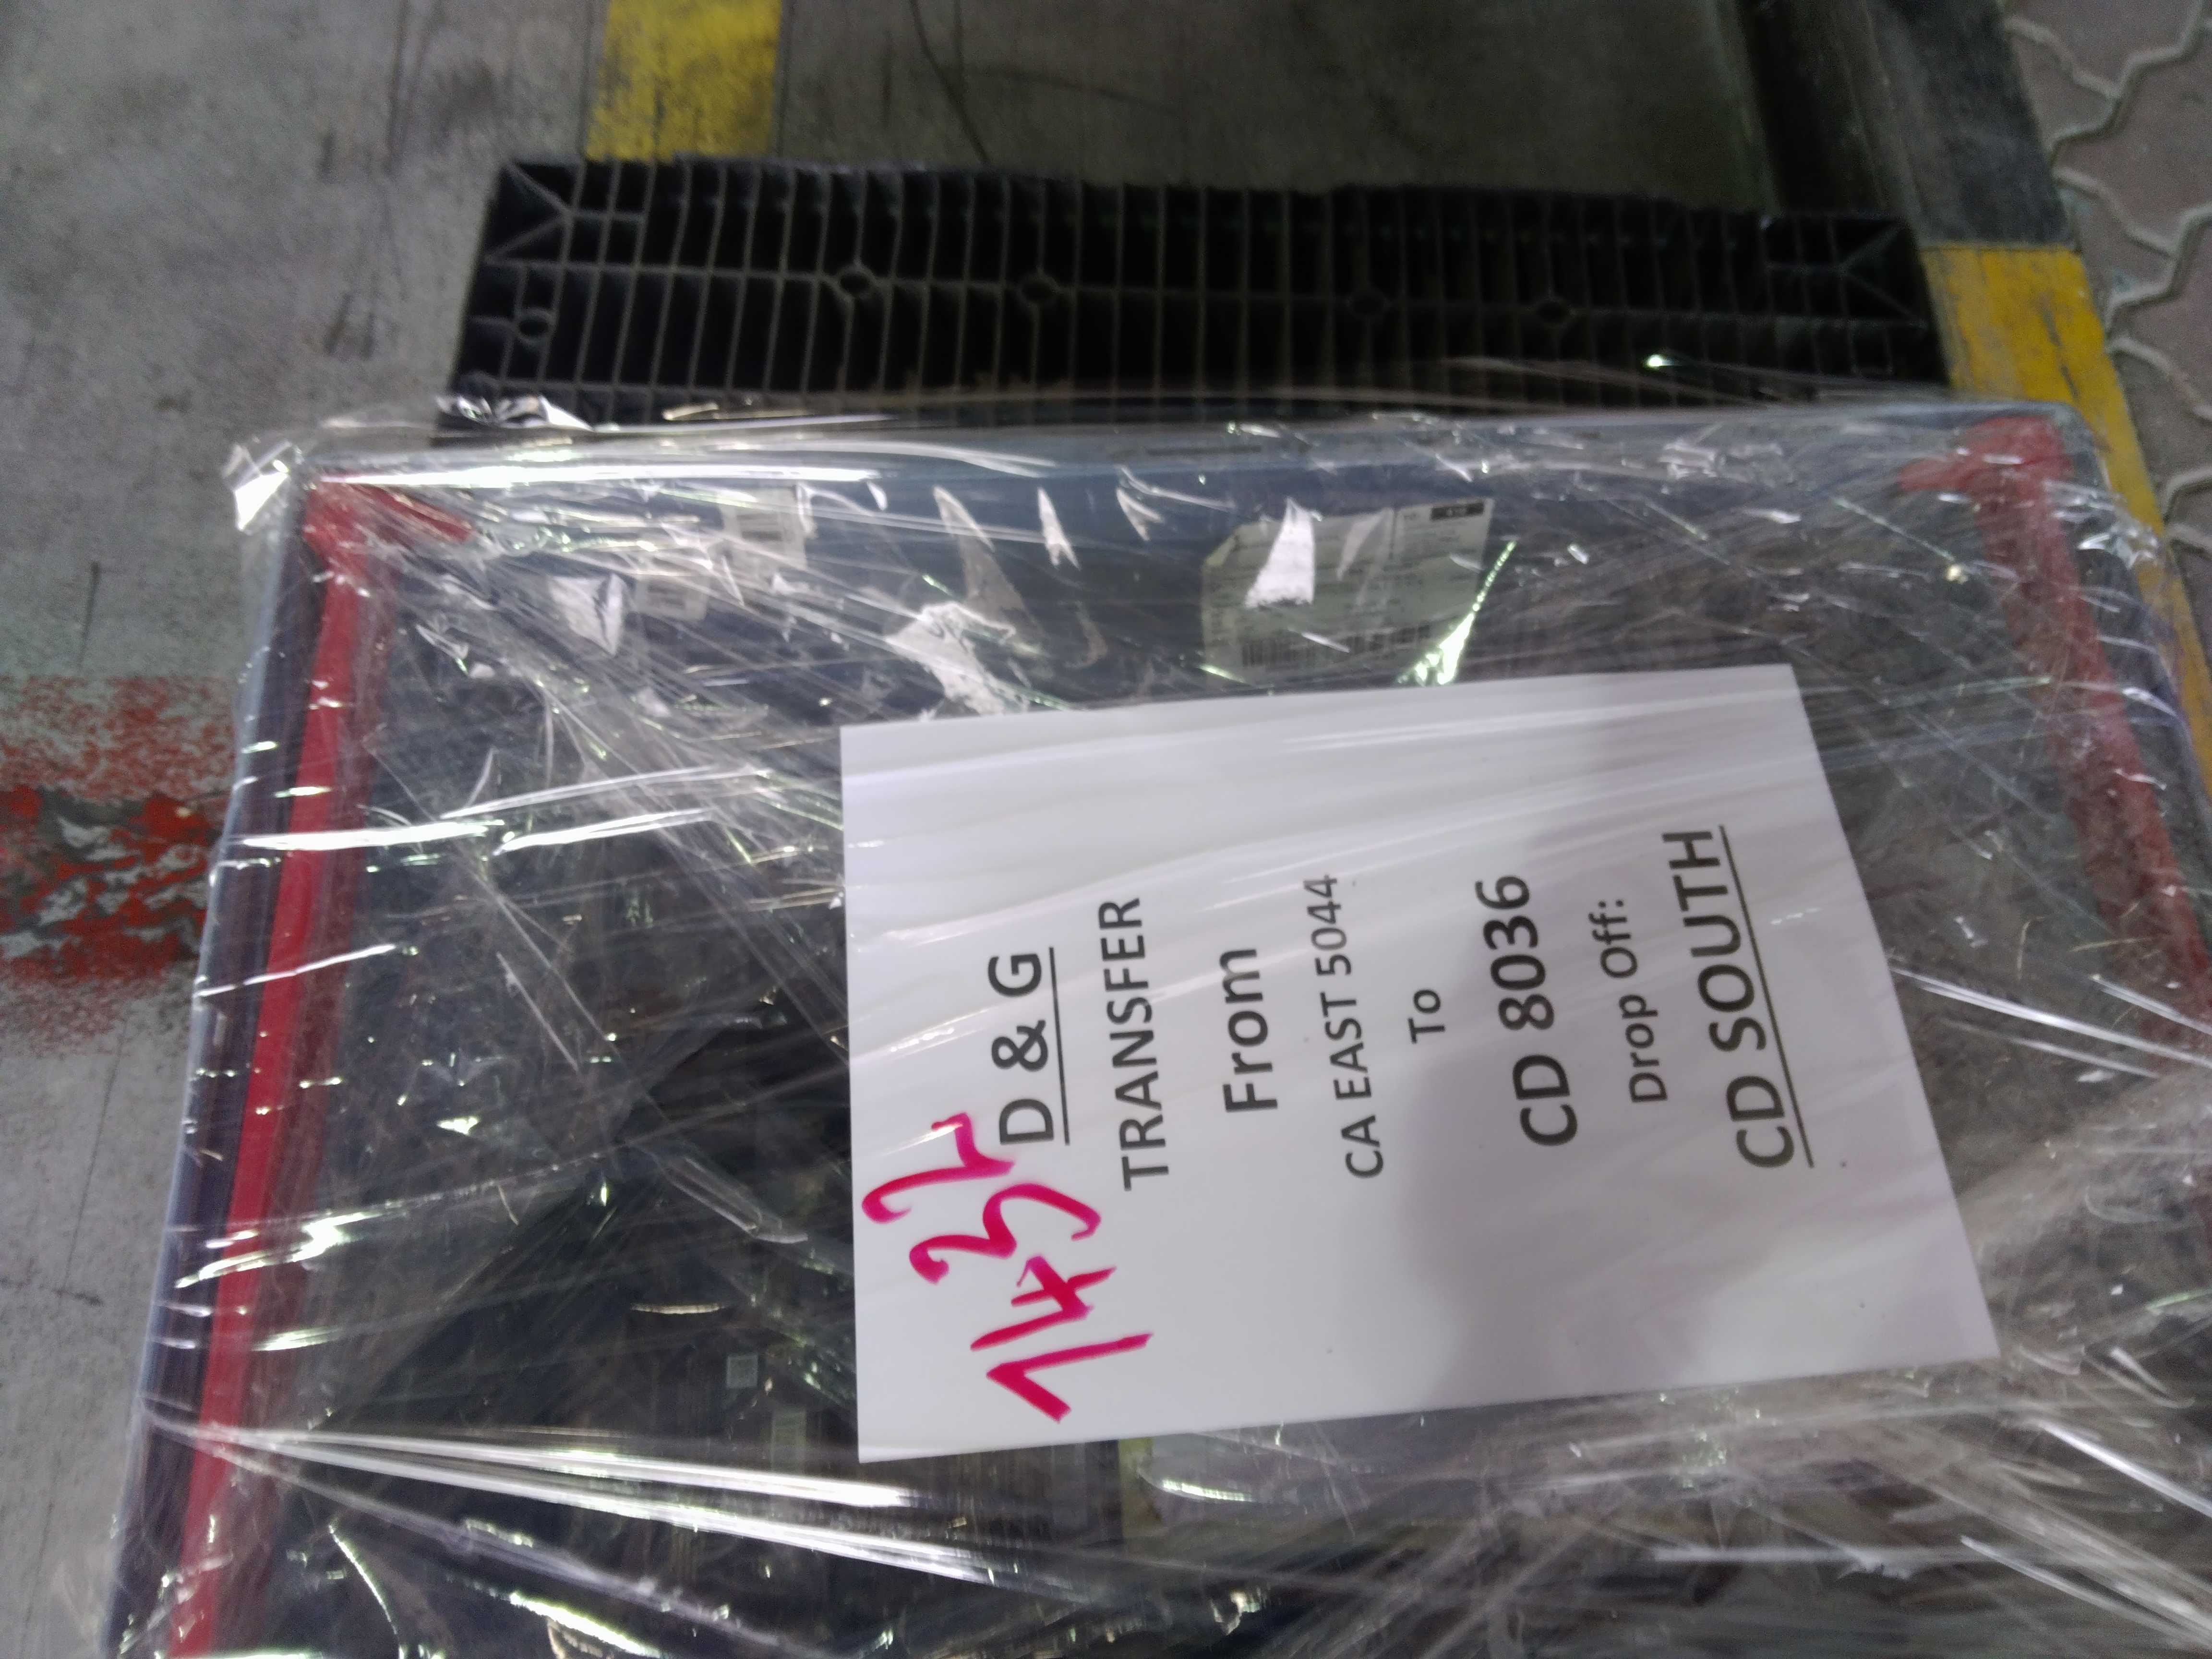 1432
D & G
TRANSFER
From
CA EAST 5044
To
CD 8036
Drop Off:
CD SOUTH